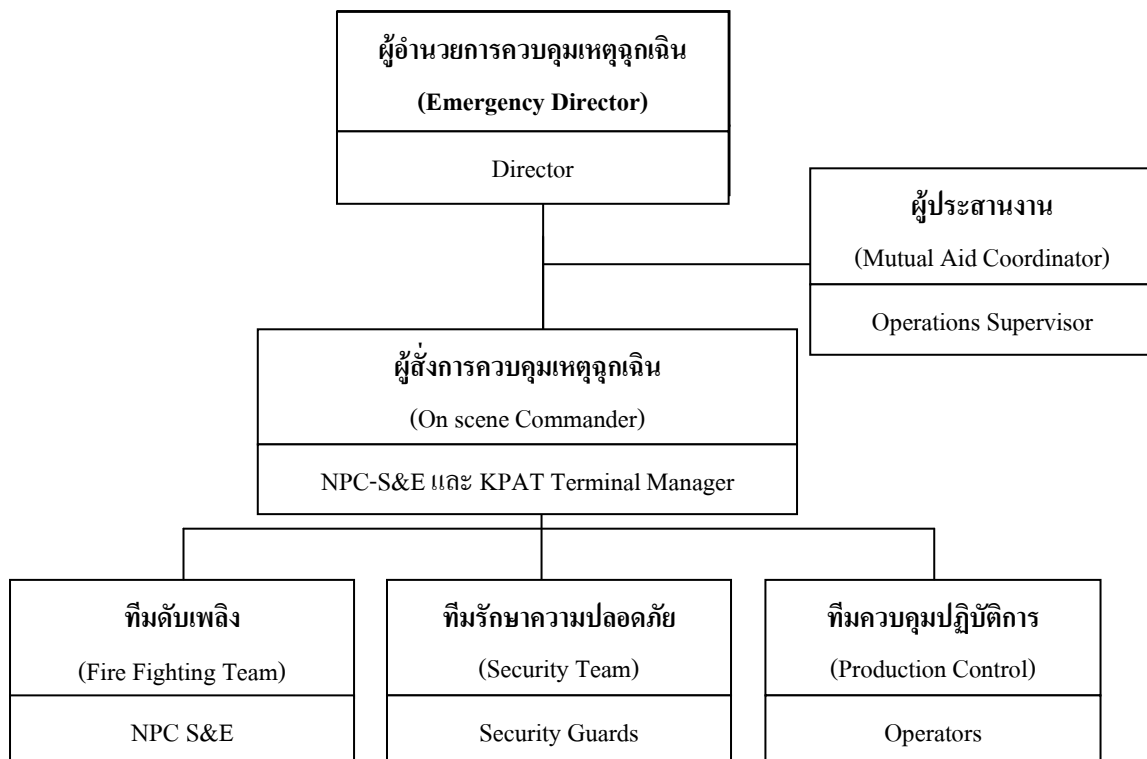 ผู้อำนวยการควบคุมเหตุฉุกเฉิน
(Emergency Director)
Director
ผู้ประสานงาน
(Mutual Aid Coordinator)
Operations Supervisor
ผู้สั่งการควบคุมเหตุฉุกเฉิน
(On scene Commander)
NPC-S&E และ KPAT Terminal Manager
ทีมดับเพลิง
(Fire Fighting Team)
NPC S&E
ทีมรักษาความปลอดภัย
(Security Team)
Security Guards
ทีมควบคุมปฏิบัติการ
(Production Control)
Operators